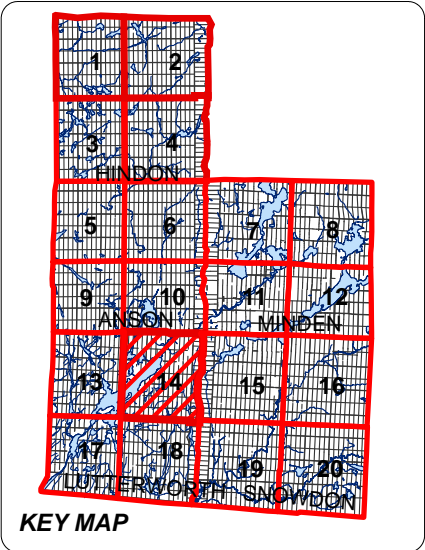 1 2
3 4
HINDON
5 6 7 8
9 10 11 12
ANSON MINDEN
13 14 15 16
17 18 19 20
LUTTERWORTH SNOWDON
KEY MAP